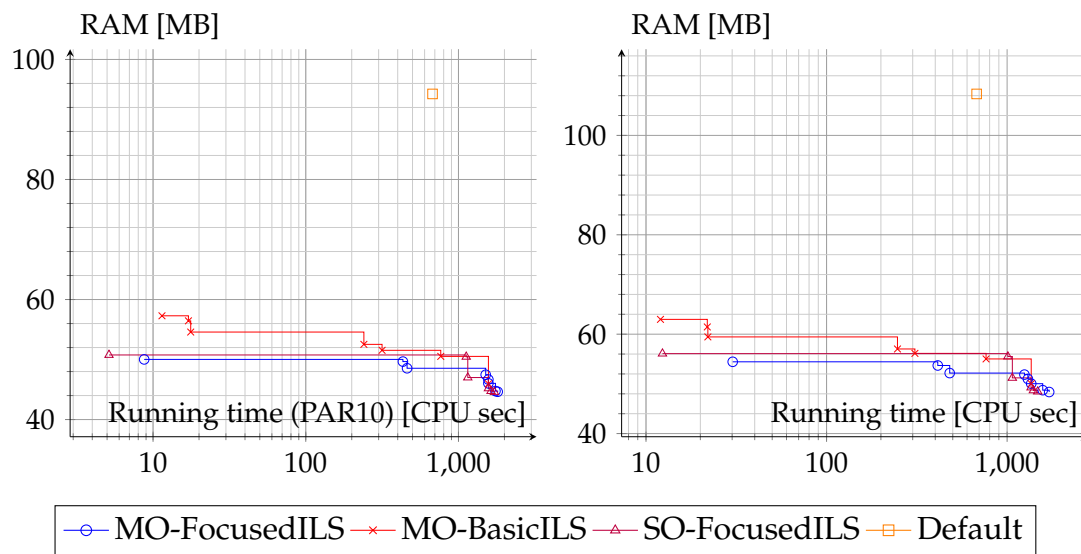 RAM [MB]
100
80
60
40
Running time (PAR10) [CPU sec]
10 100 1,000
RAM [MB]
100
80
60
40
Running time [CPU sec]
10 100 1,000
MO-FocusedILS MO-BasicILS SO-FocusedILS Default